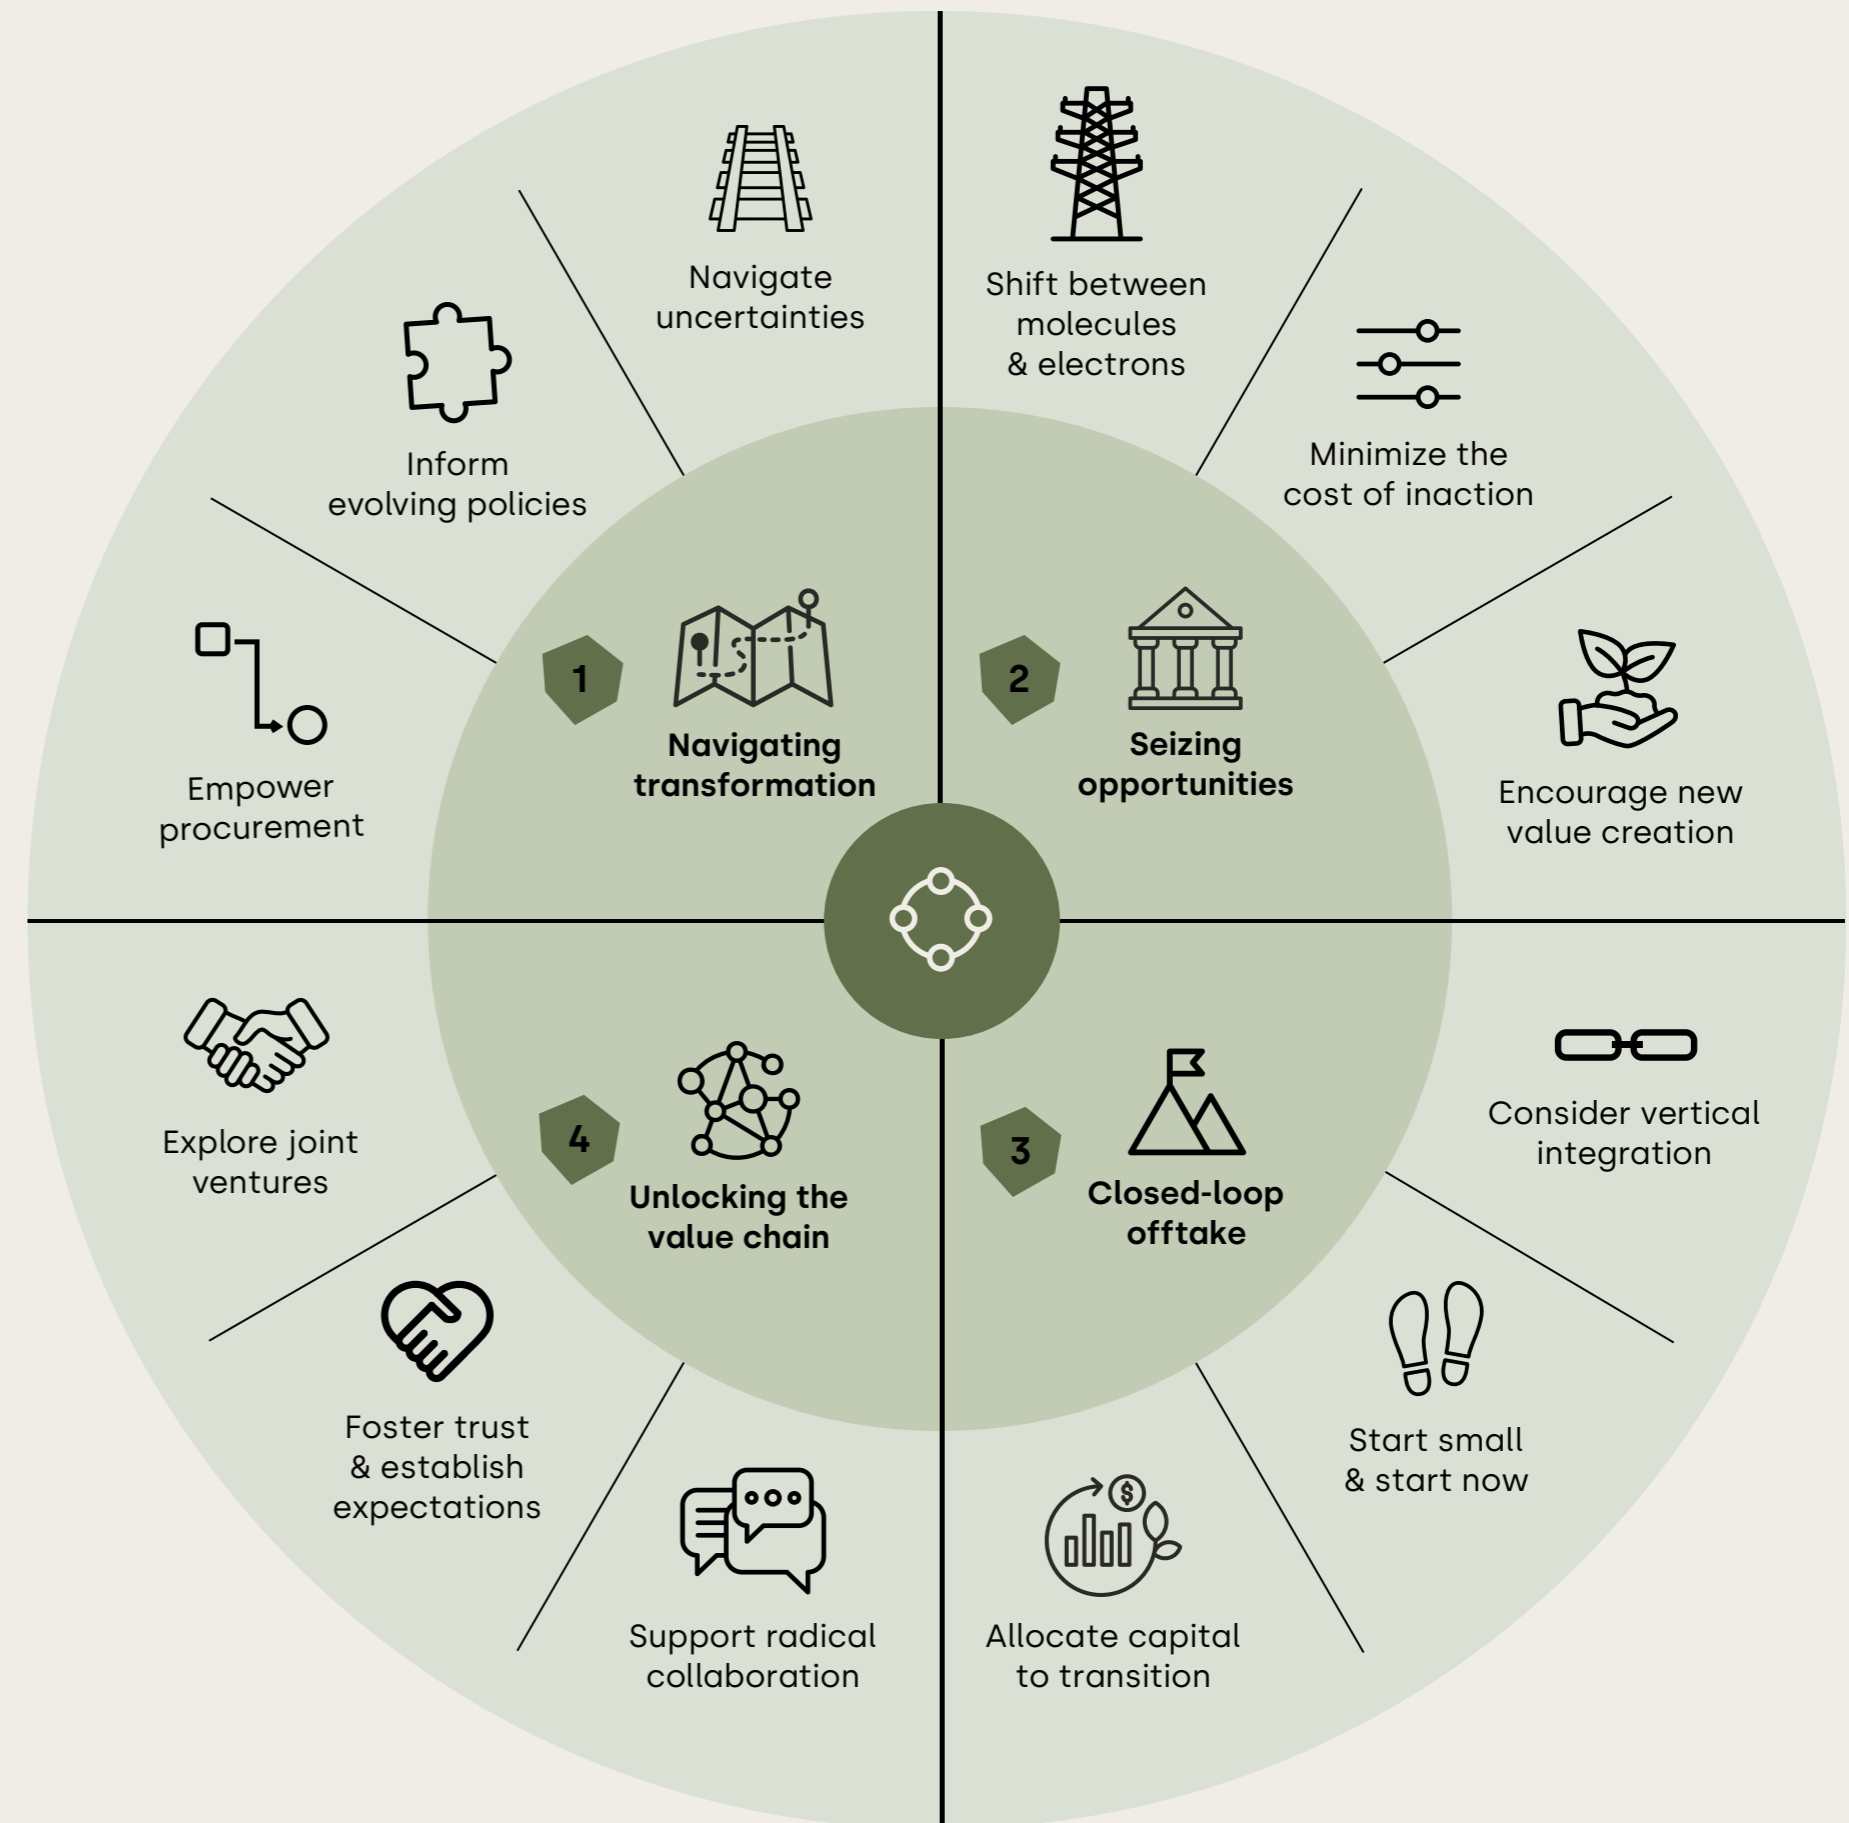 Navigate
uncertainties
Inform
evolving policies
Empower
procurement
1
Navigating
transformation
Shift between
molecules
& electrons
Minimize the
cost of inaction
Encourage new
value creation
2
Seizing
opportunities
3
Closed-loop
offtake
Consider vertical
integration
Start small
& start now
Allocate capital
to transition
$
4
Unlocking the
value chain
Explore joint
ventures
Foster trust
& establish
expectations
Support radical
collaboration